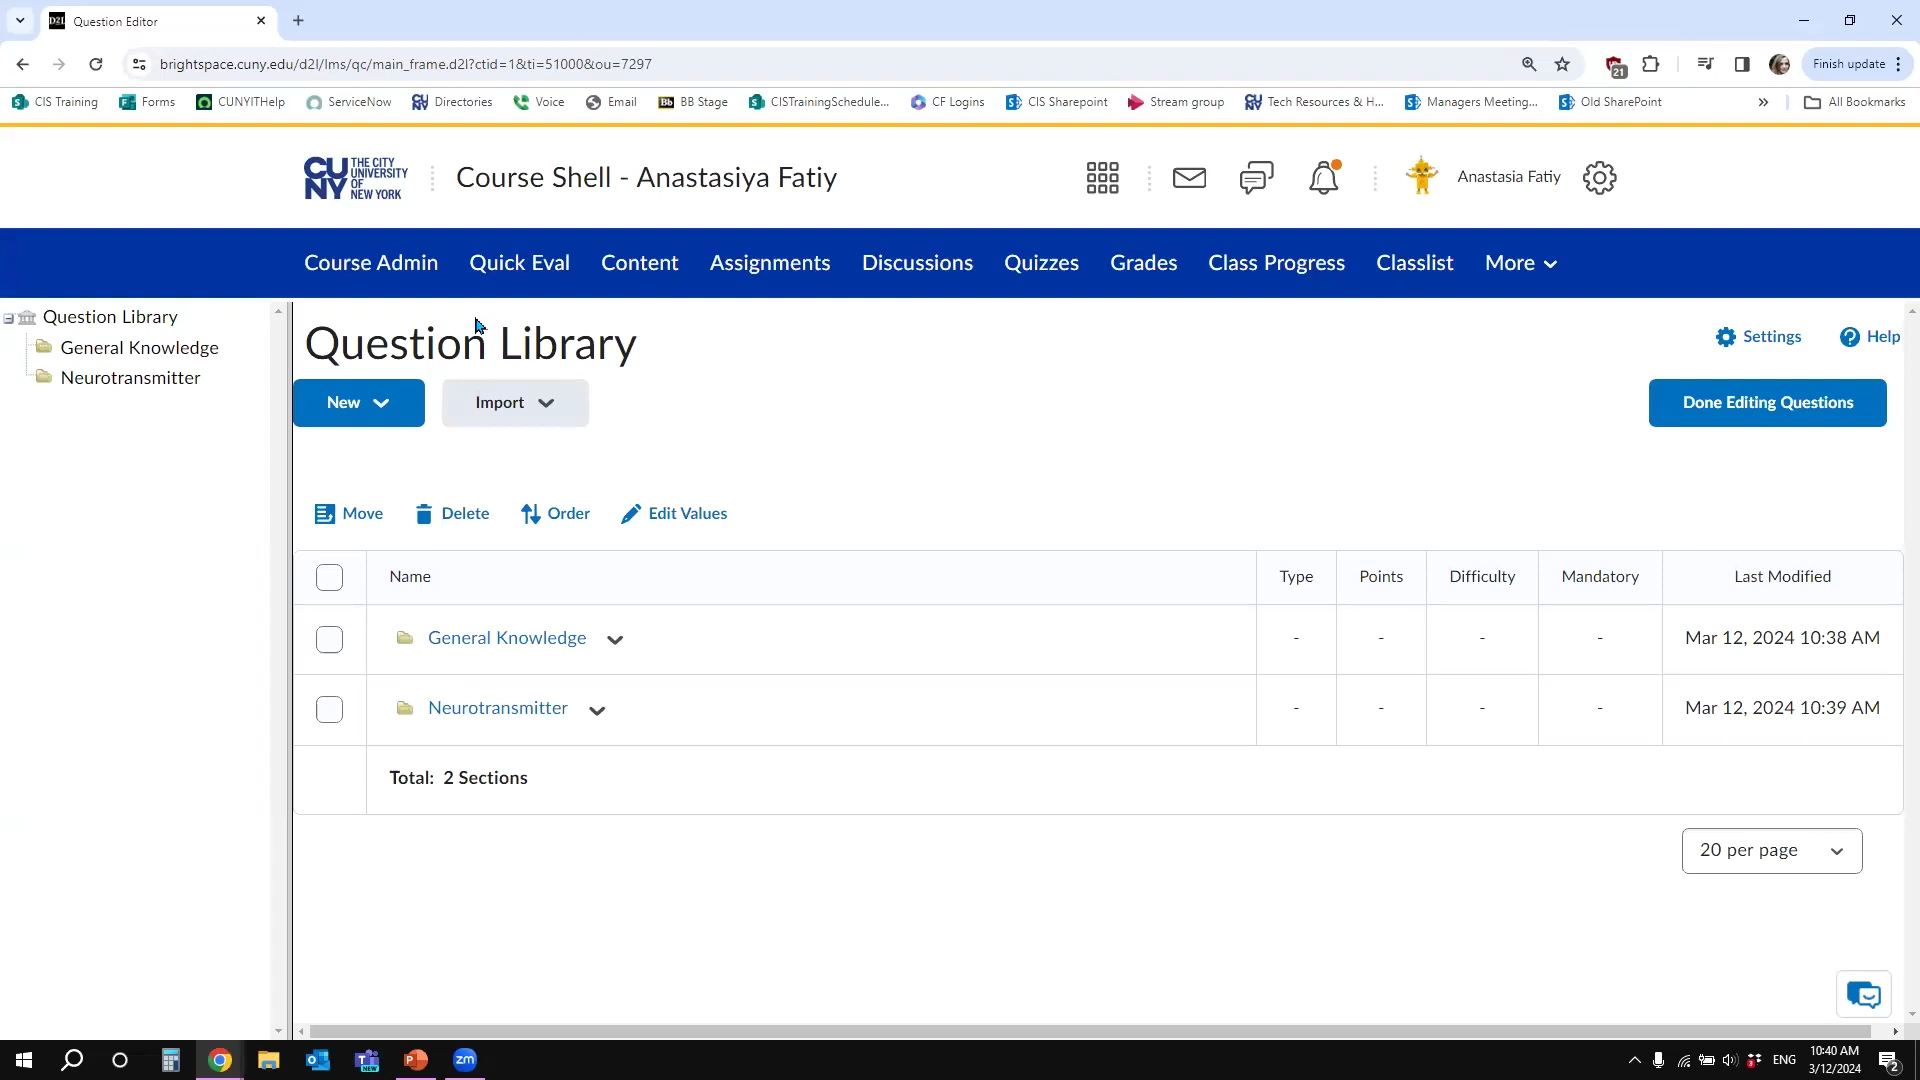 D2L Question Editor
brightspace.cuny.edu/d2l/lms/qc/main_frame.d2l?ctid=1&ti=51000&ou=7297
21
Finish update
CIS Training Forms CUNYITHelp ServiceNow Directories Voice Email Bb BB Stage CISTrainingSchedule... CF Logins CIS Sharepoint Stream group Tech Resources & H... Managers Meeting... Old SharePoint » All Bookmarks
CUNY THE CITY UNIVERSITY OF NEW YORK
Course Shell - Anastasiya Fatiy
Anastasia Fatiy
Course Admin Quick Eval Content Assignments Discussions Quizzes Grades Class Progress Classlist More
Question Library
General Knowledge
Neurotransmitter
Question Library
Settings Help
New Import Done Editing Questions
Move Delete Order Edit Values
Name Type Points Difficulty Mandatory Last Modified
General Knowledge - - - - Mar 12, 2024 10:38 AM
Neurotransmitter - - - - Mar 12, 2024 10:39 AM
Total: 2 Sections
20 per page
NEW P zm ENG 10:40 AM
3/12/2024
2